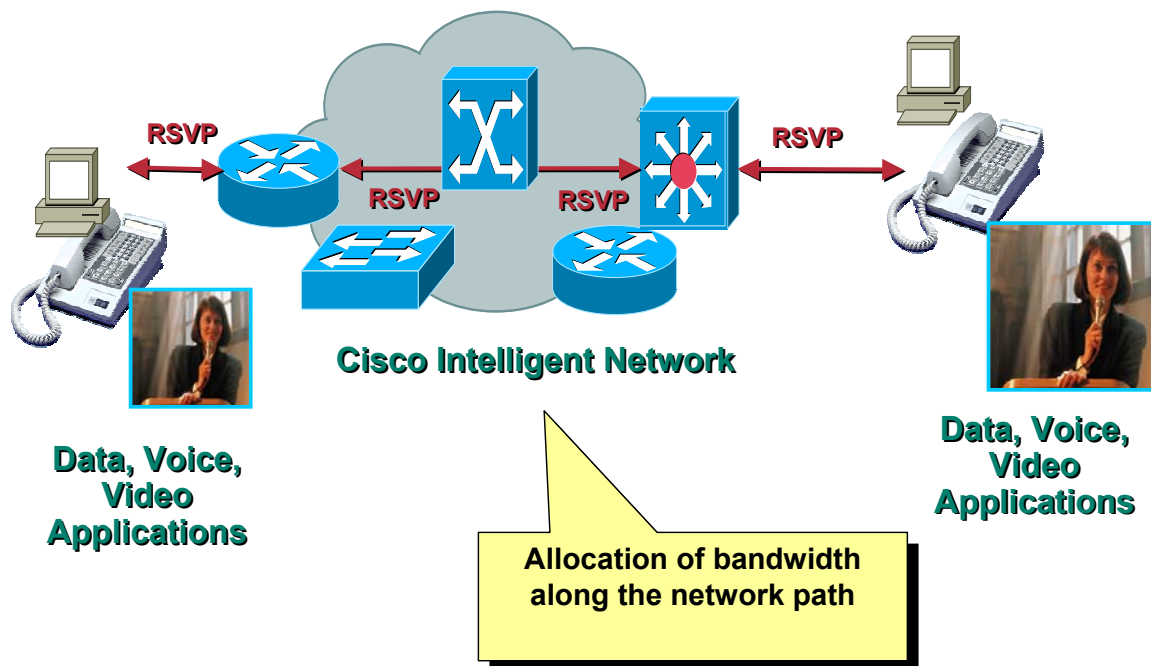 RSVP
RSVP
RSVP
RSVP
Cisco Intelligent Network
Data, Voice,
Video
Applications
Data, Voice,
Video
Applications
Allocation of bandwidth
along the network path